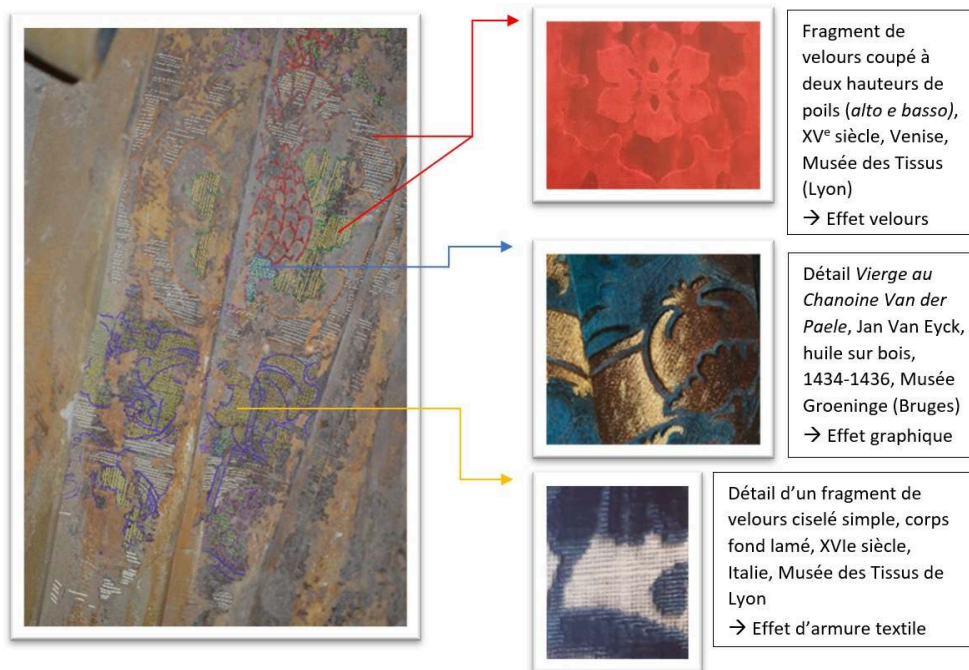 Fragment de
velours coupé à
deux hauteurs de
poils (alto e basso),
XVe siècle, Venise,
Musée des Tissus
(Lyon)
→ Effet velours
Détail Vierge au
Chanoine Van der
Paele, Jan Van Eyck,
huile sur bois,
1434-1436, Musée
Groeninge (Bruges)
→ Effet graphique
Détail d’un fragment de
velours ciselé simple, corps
fond lamé, XVIe siècle,
Italie, Musée des Tissus de
Lyon
→ Effet d’armure textile